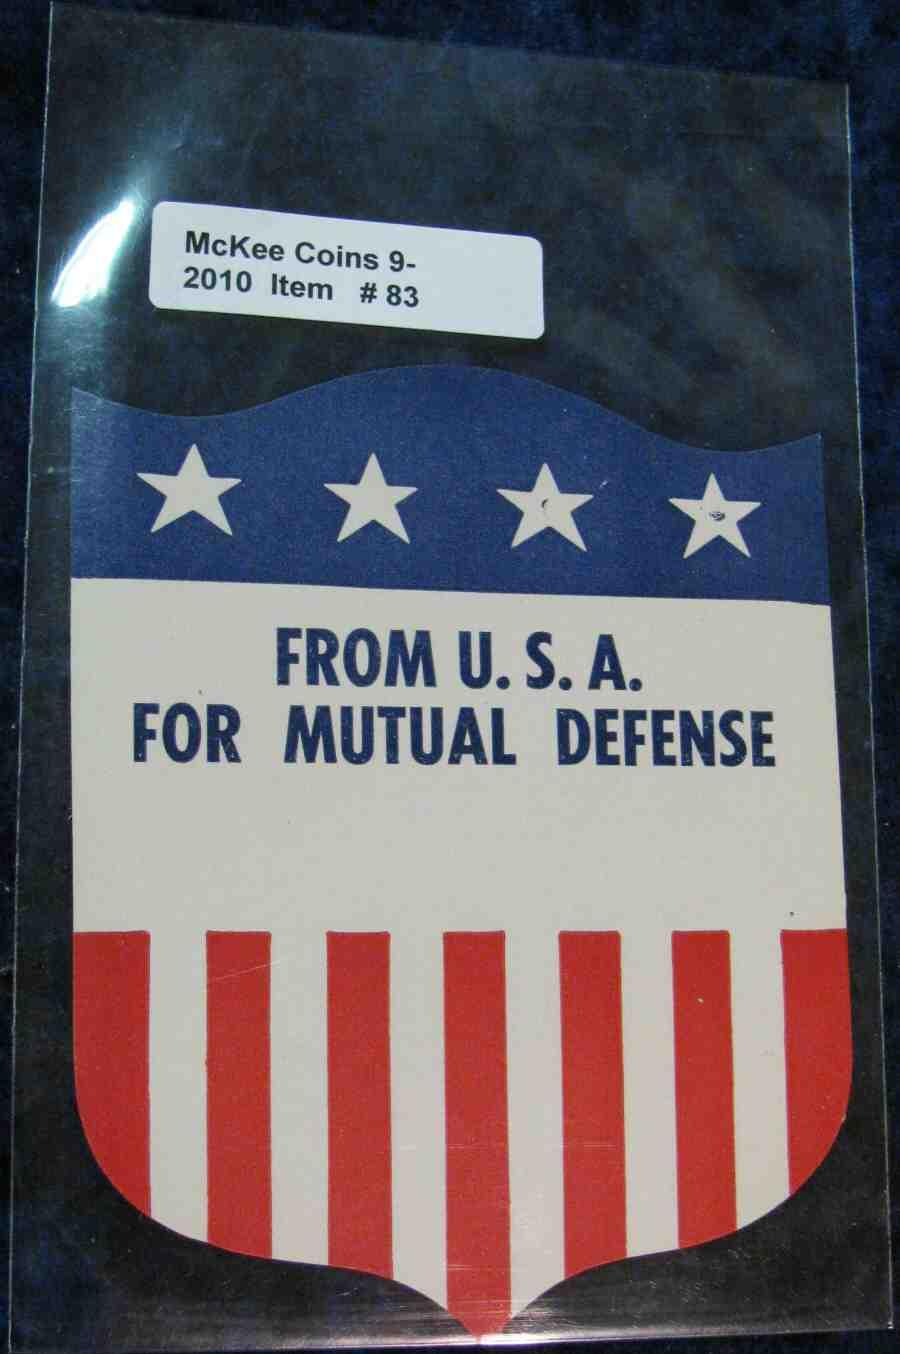 McKee Coins 9-
2010 Item # 83
FROM U. S. A.
FOR MUTUAL DEFENSE